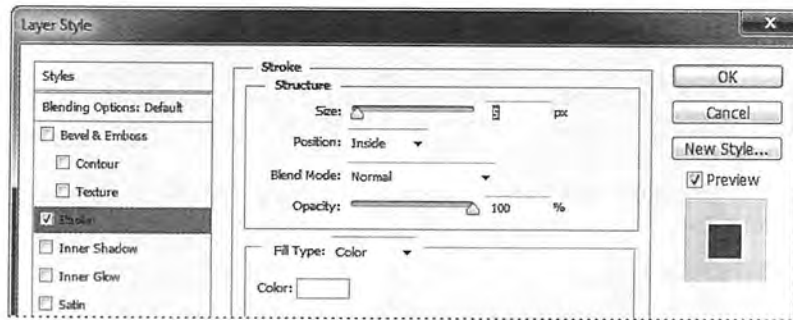 Layer Style
X
Styles
Blending Options: Default
Bevel & Emboss
Contour
Texture
Stroke
Inner Shadow
Inner Glow
Satin
Stroke
Structure
Size: px
Position: Inside
Blend Mode: Normal
Opacity: 100 %
Fill Type: Color
Color:
OK
Cancel
New Style...
Preview